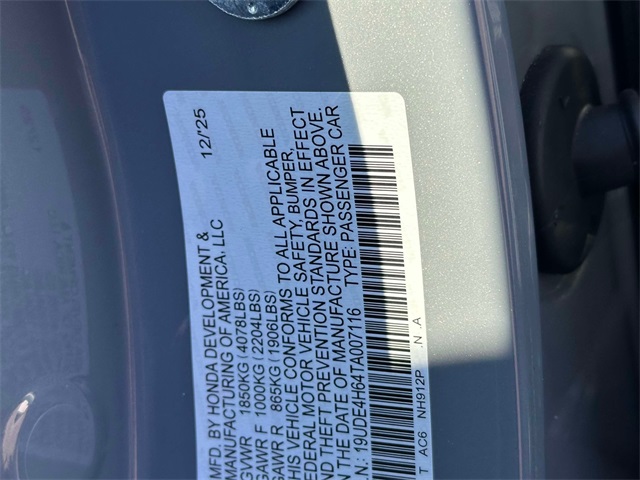 MFD. BY HONDA DEVELOPMENT &
MANUFACTURING OF AMERICA, LLC
12/'25
GVWR 1850KG (4078LBS)
GAWR F 1000KG (2204LBS)
GAWR R 865KG (1906LBS)
THIS VEHICLE CONFORMS TO ALL APPLICABLE
FEDERAL MOTOR VEHICLE SAFETY, BUMPER,
AND THEFT PREVENTION STANDARDS IN EFFECT
ON THE DATE OF MANUFACTURE SHOWN ABOVE.
.I.N.: 19UDE4H64TA007116 TYPE: PASSENGER CAR
T AC6 NH912P .N .A